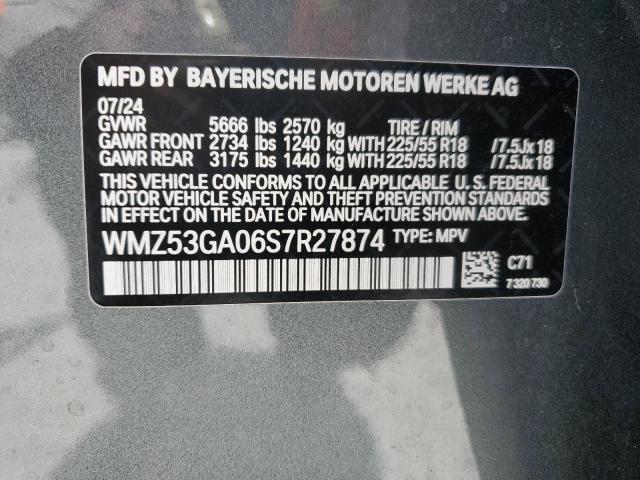 MFD BY BAYERISCHE MOTOREN WERKE AG
07/24
GVWR 5666 lbs 2570 kg TIRE / RIM
GAWR FRONT 2734 lbs 1240 kg WITH 225/55 R18 /7.5Jx18
GAWR REAR 3175 lbs 1440 kg WITH 225/55 R18 /7.5Jx18
THIS VEHICLE CONFORMS TO ALL APPLICABLE U. S. FEDERAL
MOTOR VEHICLE SAFETY AND THEFT PREVENTION STANDARDS
IN EFFECT ON THE DATE OF MANUFACTURE SHOWN ABOVE.
WMZ53GA06S7R27874 TYPE: MPV
C71
7 320 730